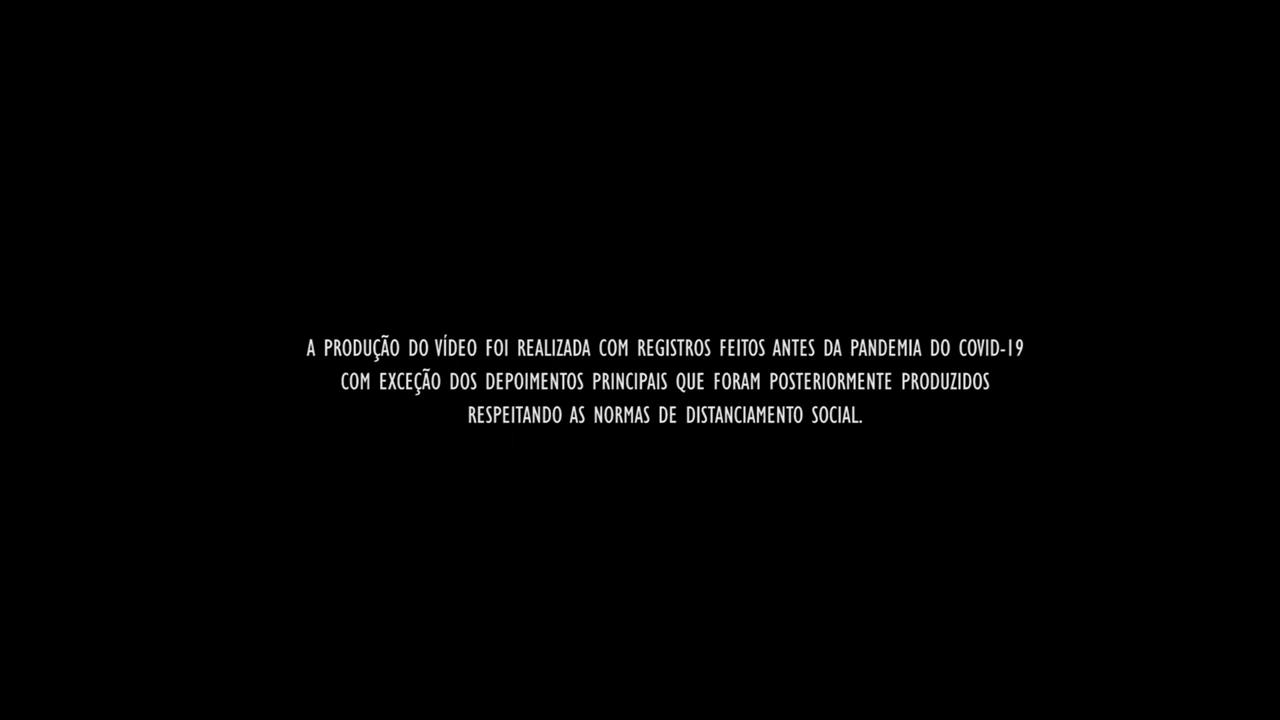 A PRODUÇÃO DO VÍDEO FOI REALIZADA COM REGISTROS FEITOS ANTES DA PANDEMIA DO COVID-19
COM EXCEÇÃO DOS DEPOIMENTOS PRINCIPAIS QUE FORAM POSTERIORMENTE PRODUZIDOS
RESPEITANDO AS NORMAS DE DISTANCIAMENTO SOCIAL.